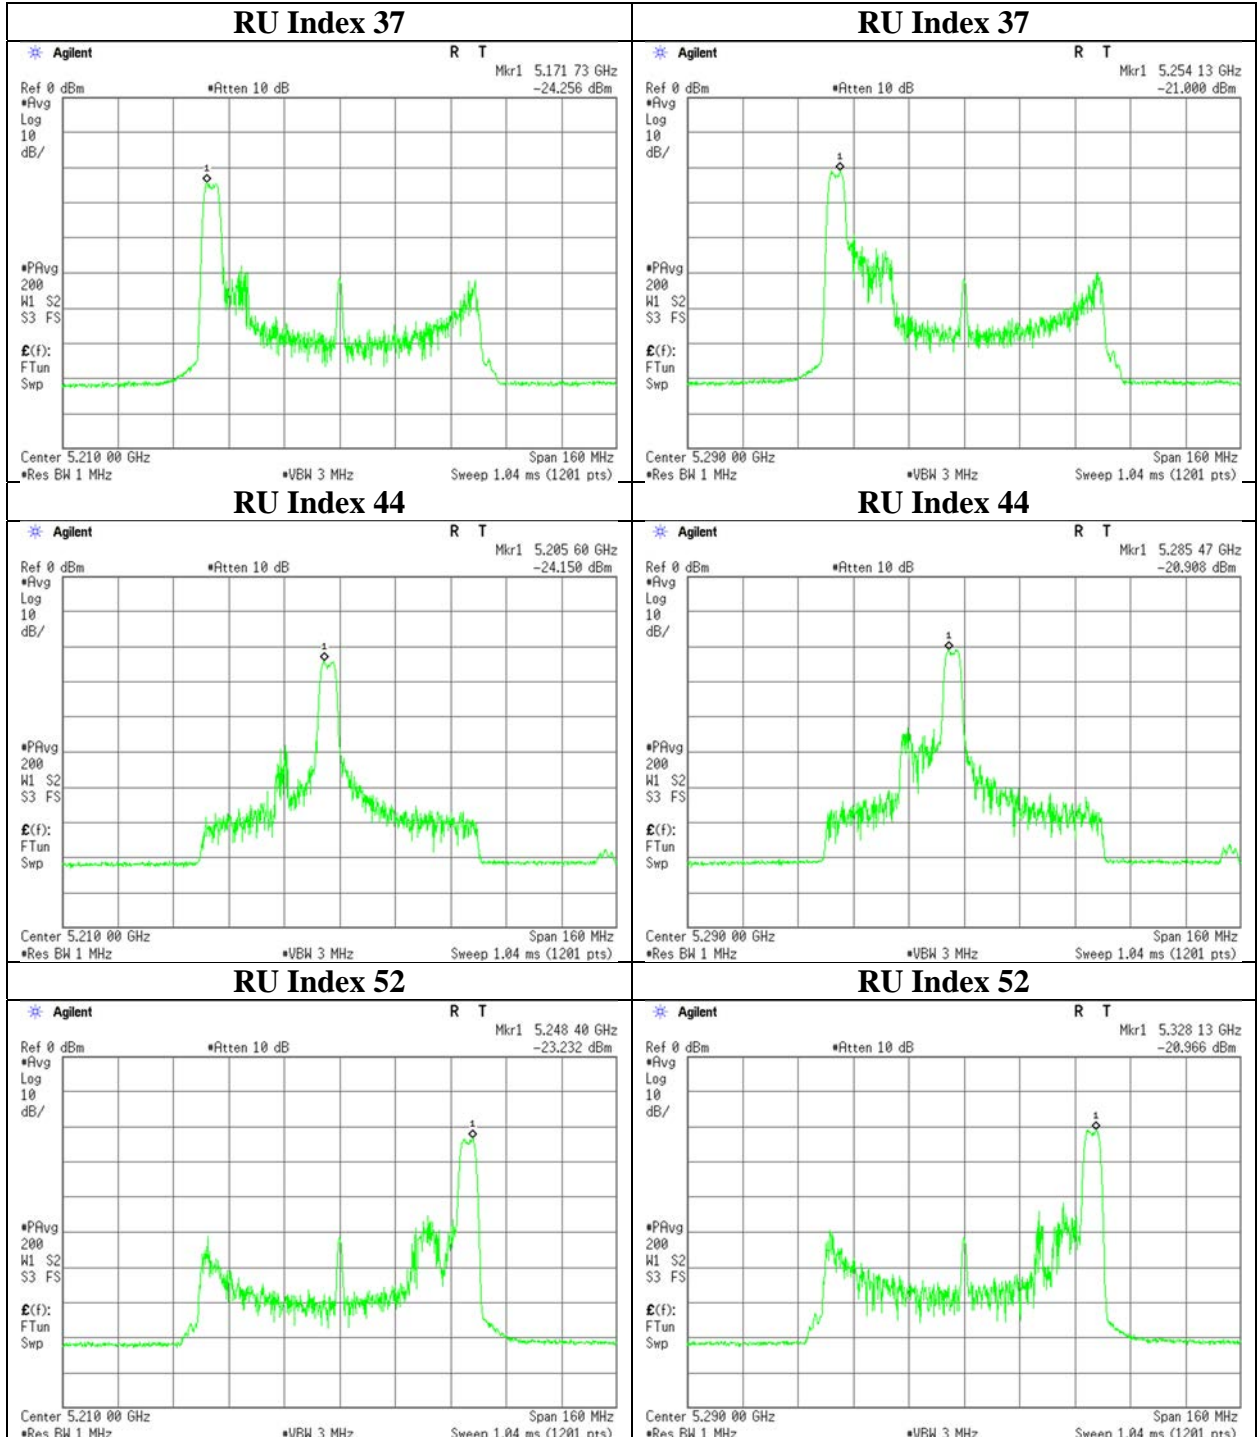 RU Index 37
Agilent R T
Mkr1 5.171 73 GHz
Ref 0 dBm #Atten 10 dB -24.256 dBm
#Avg
Log
10
dB/
1
#PAvg
200
W1 S2
S3 FS
£(f):
FTun
Swp
Center 5.210 00 GHz Span 160 MHz
#Res BW 1 MHz #VBW 3 MHz Sweep 1.04 ms (1201 pts)
RU Index 37
Agilent R T
Mkr1 5.254 13 GHz
Ref 0 dBm #Atten 10 dB -21.000 dBm
#Avg
Log
10
dB/
1
#PAvg
200
W1 S2
S3 FS
£(f):
FTun
Swp
Center 5.290 00 GHz Span 160 MHz
#Res BW 1 MHz #VBW 3 MHz Sweep 1.04 ms (1201 pts)
RU Index 44
Agilent R T
Mkr1 5.205 60 GHz
Ref 0 dBm #Atten 10 dB -24.150 dBm
#Avg
Log
10
dB/
1
#PAvg
200
W1 S2
S3 FS
£(f):
FTun
Swp
Center 5.210 00 GHz Span 160 MHz
#Res BW 1 MHz #VBW 3 MHz Sweep 1.04 ms (1201 pts)
RU Index 44
Agilent R T
Mkr1 5.285 47 GHz
Ref 0 dBm #Atten 10 dB -20.908 dBm
#Avg
Log
10
dB/
1
#PAvg
200
W1 S2
S3 FS
£(f):
FTun
Swp
Center 5.290 00 GHz Span 160 MHz
#Res BW 1 MHz #VBW 3 MHz Sweep 1.04 ms (1201 pts)
RU Index 52
Agilent R T
Mkr1 5.248 40 GHz
Ref 0 dBm #Atten 10 dB -23.232 dBm
#Avg
Log
10
dB/
1
#PAvg
200
W1 S2
S3 FS
£(f):
FTun
Swp
Center 5.210 00 GHz Span 160 MHz
#Res BW 1 MHz #VBW 3 MHz Sweep 1.04 ms (1201 pts)
RU Index 52
Agilent R T
Mkr1 5.328 13 GHz
Ref 0 dBm #Atten 10 dB -20.966 dBm
#Avg
Log
10
dB/
1
#PAvg
200
W1 S2
S3 FS
£(f):
FTun
Swp
Center 5.290 00 GHz Span 160 MHz
#Res BW 1 MHz #VBW 3 MHz Sweep 1.04 ms (1201 pts)